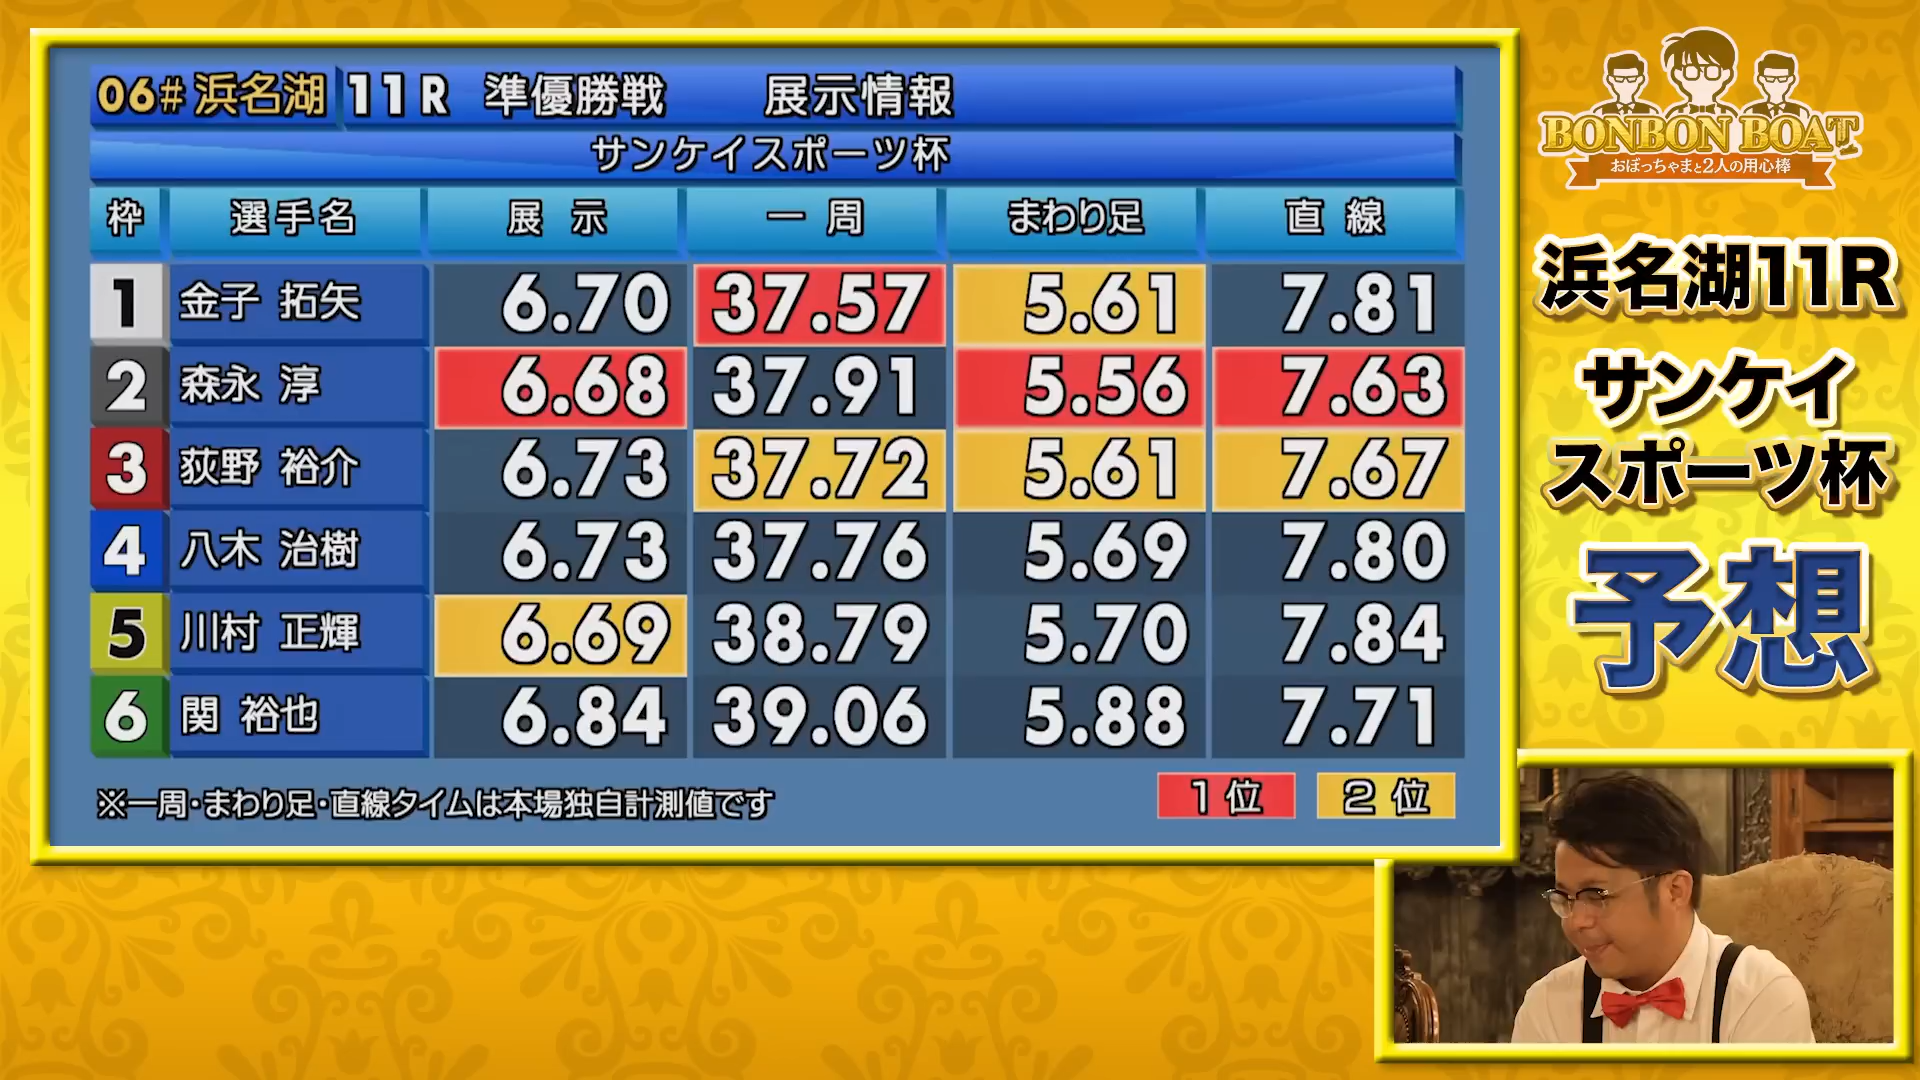 06# 浜名湖 11R 準優勝戦 展示情報
サンケイスポーツ杯
枠 選手名 展示 一周 まわり足 直線
1 金子 拓矢 6.70 37.57 5.61 7.81
2 森永 淳 6.68 37.91 5.56 7.63
3 荻野 裕介 6.73 37.72 5.61 7.67
4 八木 治樹 6.73 37.76 5.69 7.80
5 川村 正輝 6.69 38.79 5.70 7.84
6 関 裕也 6.84 39.06 5.88 7.71
※一周・まわり足・直線タイムは本場独自計測値です
1位 2位
BONBON BOAT
おぼっちゃまと2人の用心棒
浜名湖11R
サンケイ
スポーツ杯
予想